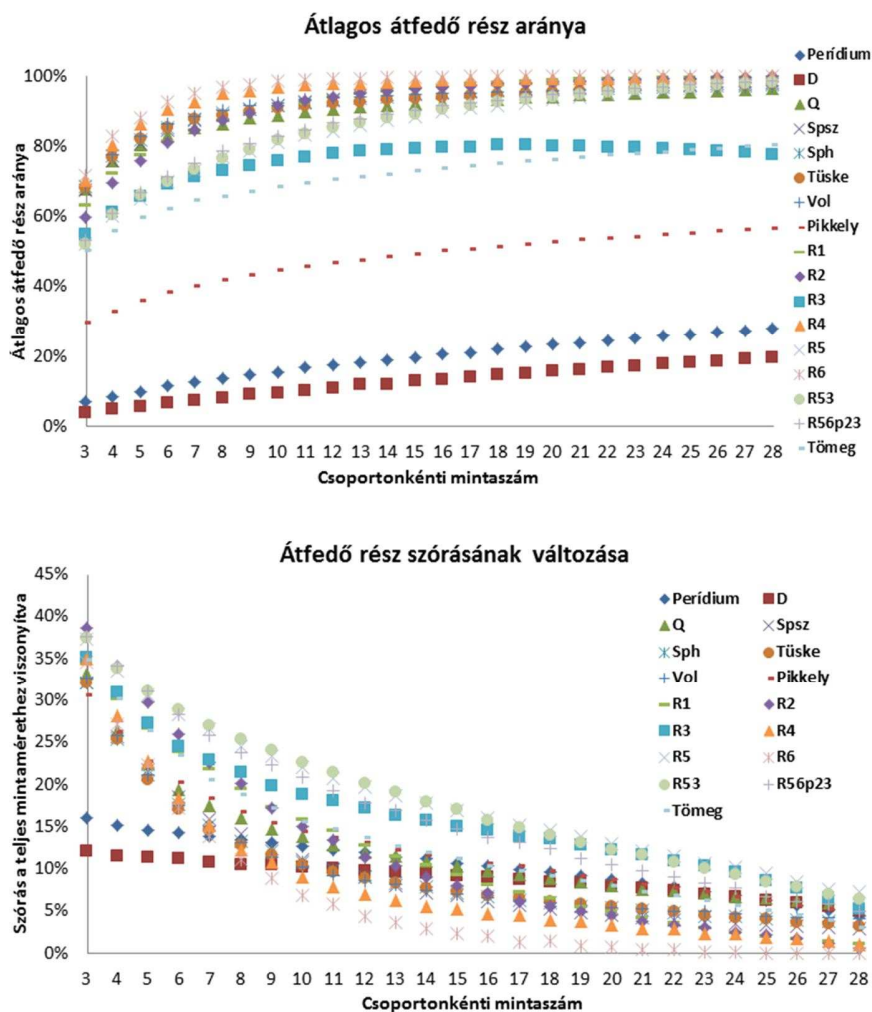 Átlagos átfedő rész aránya
Átlagos átfedő rész aránya
100%
80%
60%
40%
20%
0%
3 4 5 6 7 8 9 10 11 12 13 14 15 16 17 18 19 20 21 22 23 24 25 26 27 28
Csoportonkénti mintaszám
Perídium
D
Q
Spsz
Sph
Tüske
Vol
Pikkely
R1
R2
R3
R4
R5
R6
R53
R56p23
Tömeg
Átfedő rész szórásának változása
Szórás a teljes mintamérethez viszonyítva
45%
40%
35%
30%
25%
20%
15%
10%
5%
0%
Perídium D
Q Spsz
Sph Tüske
Vol Pikkely
R1 R2
R3 R4
R5 R6
R53 R56p23
Tömeg
3 4 5 6 7 8 9 10 11 12 13 14 15 16 17 18 19 20 21 22 23 24 25 26 27 28
Csoportonkénti mintaszám